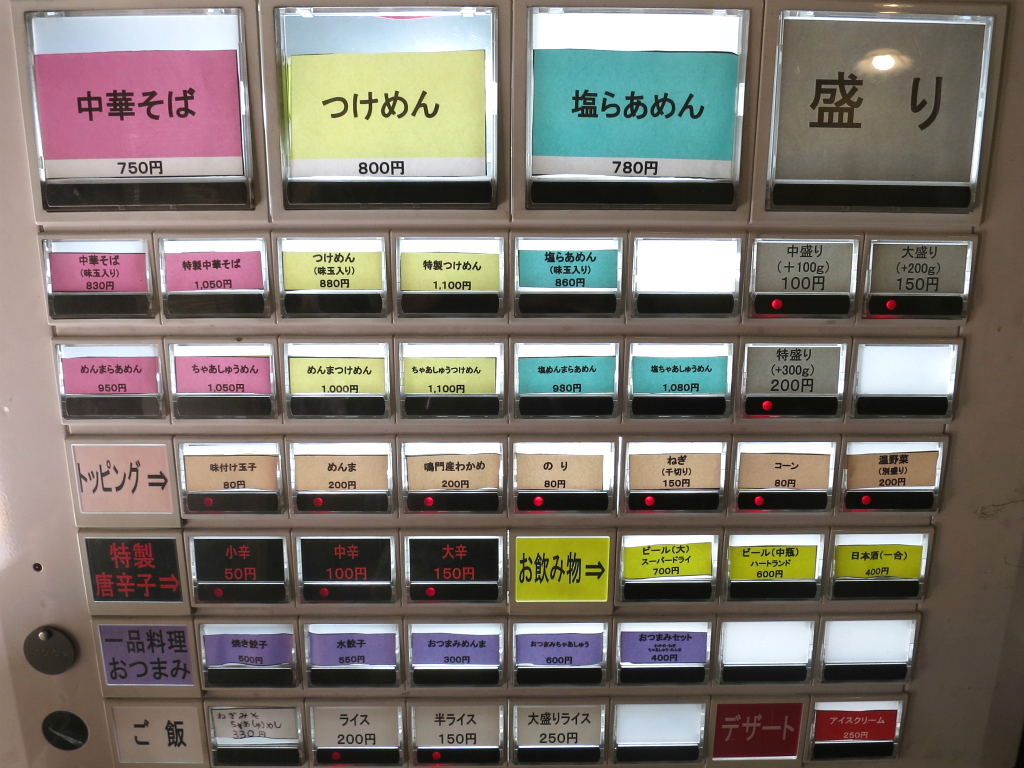 中華そば
750円
つけめん
800円
塩らあめん
780円
盛り
中華そば
(味玉入り)
830円
特製中華そば
1,050円
つけめん
(味玉入り)
880円
特製つけめん
1,100円
塩らあめん
(味玉入り)
860円
中盛り
(+100g)
100円
大盛り
(+200g)
150円
めんまらあめん
950円
ちゃあしゅうめん
1,050円
めんまつけめん
1,000円
ちゃあしゅうつけめん
1,100円
塩めんまらあめん
980円
塩ちゃあしゅうめん
1,080円
特盛り
(+300g)
200円
トッピング⇒
味付け玉子
80円
めんま
200円
鳴門産わかめ
200円
のり
80円
ねぎ
(千切り)
150円
コーン
80円
温野菜
(別盛り)
200円
特製
唐辛子⇒
小辛
50円
中辛
100円
大辛
150円
お飲み物⇒
ビール(大)
スーパードライ
700円
ビール(中瓶)
ハートランド
600円
日本酒(一合)
400円
一品料理
おつまみ
焼き餃子
500円
水餃子
550円
おつまみめんま
300円
おつまみちゃあしゅう
600円
おつまみセット
400円
ご飯
ねぎみそ
ちゃあしゅうめし
330円
ライス
200円
半ライス
150円
大盛りライス
250円
デザート
アイスクリーム
250円